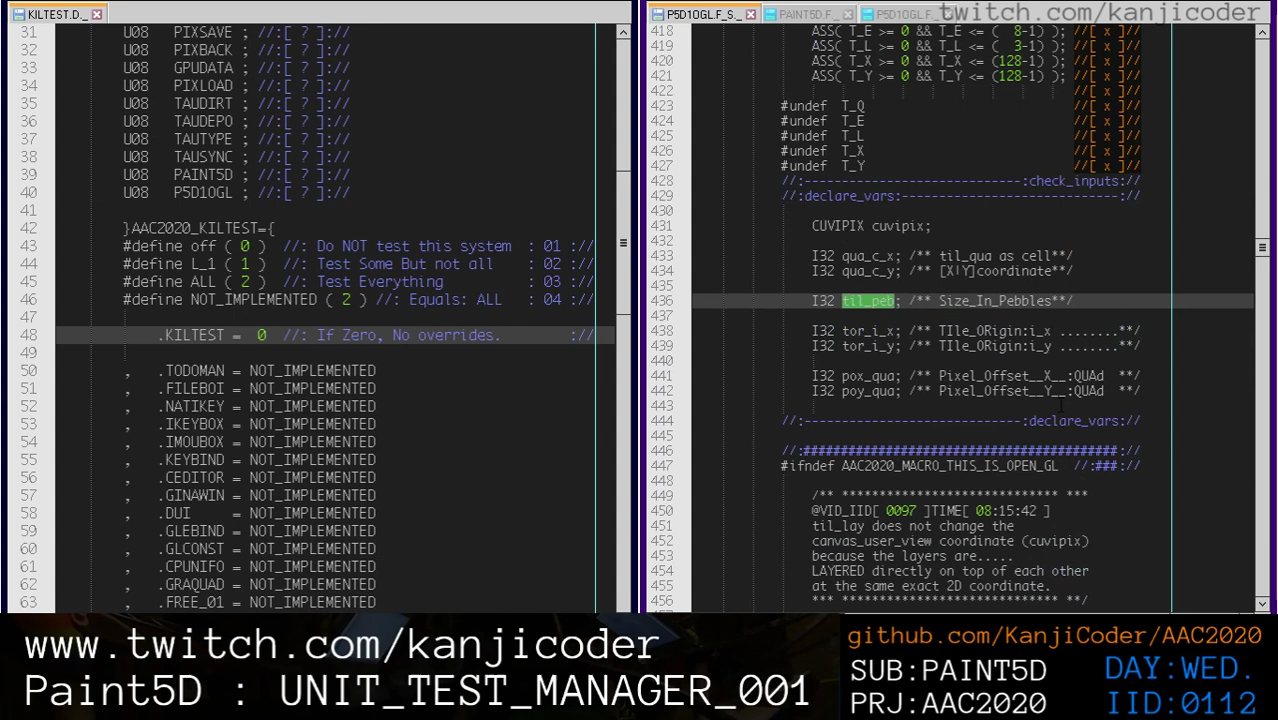 KILTEST.D._
31 U08 PIXSAVE ; //:[ ? ]://
32 U08 PIXBACK ; //:[ ? ]://
33 U08 GPUDATA ; //:[ ? ]://
34 U08 PIXLOAD ; //:[ ? ]://
35 U08 TAUDIRT ; //:[ ? ]://
36 U08 TAUDEPO ; //:[ ? ]://
37 U08 TAUTYPE ; //:[ ? ]://
38 U08 TAUSYNC ; //:[ ? ]://
39 U08 PAINT5D ; //:[ ? ]://
40 U08 P5D1OGL ; //:[ ? ]://
41
42 }AAC2020_KILTEST={
43 #define off ( 0 ) //: Do NOT test this system : 01 ://
44 #define L_1 ( 1 ) //: Test Some But not all : 02 ://
45 #define ALL ( 2 ) //: Test Everything : 03 ://
46 #define NOT_IMPLEMENTED ( 2 ) //: Equals: ALL : 04 ://
47
48 .KILTEST = 0 //: If Zero, No overrides. ://
49
50 , .TODOMAN = NOT_IMPLEMENTED
51 , .FILEBOI = NOT_IMPLEMENTED
52 , .NATIKEY = NOT_IMPLEMENTED
53 , .IKEYBOX = NOT_IMPLEMENTED
54 , .IMOUBOX = NOT_IMPLEMENTED
55 , .KEYBIND = NOT_IMPLEMENTED
56 , .CEDITOR = NOT_IMPLEMENTED
57 , .GINAWIN = NOT_IMPLEMENTED
58 , .DUI = NOT_IMPLEMENTED
59 , .GLEBIND = NOT_IMPLEMENTED
60 , .GLCONST = NOT_IMPLEMENTED
61 , .CPUNIFO = NOT_IMPLEMENTED
62 , .GRAQUAD = NOT_IMPLEMENTED
63 , .FREE_01 = NOT_IMPLEMENTED
P5D1OGL.F_S._ PAINT5D.F._ P5D1OGL.F._
twitch.com/kanjicoder
418 ASS( T_E >= 0 && T_E <= ( 8-1) ); //[ x ]//
419 ASS( T_L >= 0 && T_L <= ( 3-1) ); //[ x ]//
420 ASS( T_X >= 0 && T_X <= (128-1) ); //[ x ]//
421 ASS( T_Y >= 0 && T_Y <= (128-1) ); //[ x ]//
422 //[ x ]//
423 #undef T_Q //[ x ]//
424 #undef T_E //[ x ]//
425 #undef T_L //[ x ]//
426 #undef T_X //[ x ]//
427 #undef T_Y //[ x ]//
428 //:----------------------------:check_inputs://
429 //:declare_vars:----------------------------://
430
431 CUVIPIX cuvipix;
432
433 I32 qua_c_x; /** til_qua as cell**/
434 I32 qua_c_y; /** [X|Y]coordinate**/
435
436 I32 til_peb; /** Size_In_Pebbles**/
437
438 I32 tor_i_x; /** TIle_ORigin:i_x ........**/
439 I32 tor_i_y; /** TIle_ORigin:i_y ........**/
440
441 I32 pox_qua; /** Pixel_Offset__X__:QUAd **/
442 I32 poy_qua; /** Pixel_Offset__Y__:QUAd **/
443
444 //:----------------------------:declare_vars://
445
446 //:##########################################://
447 #ifndef AAC2020_MACRO_THIS_IS_OPEN_GL //:###://
448
449 /** ***************************** ***
450 @VID_IID[ 0097 ]TIME[ 08:15:42 ]
451 til_lay does not change the
452 canvas_user_view coordinate (cuvipix)
453 because the layers are.....
454 LAYERED directly on top of each other
455 at the same exact 2D coordinate.
456 *** ***************************** **/
www.twitch.com/kanjicoder
Paint5D : UNIT_TEST_MANAGER_001
github.com/KanjiCoder/AAC2020
SUB:PAINT5D DAY:WED.
PRJ:AAC2020 IID:0112